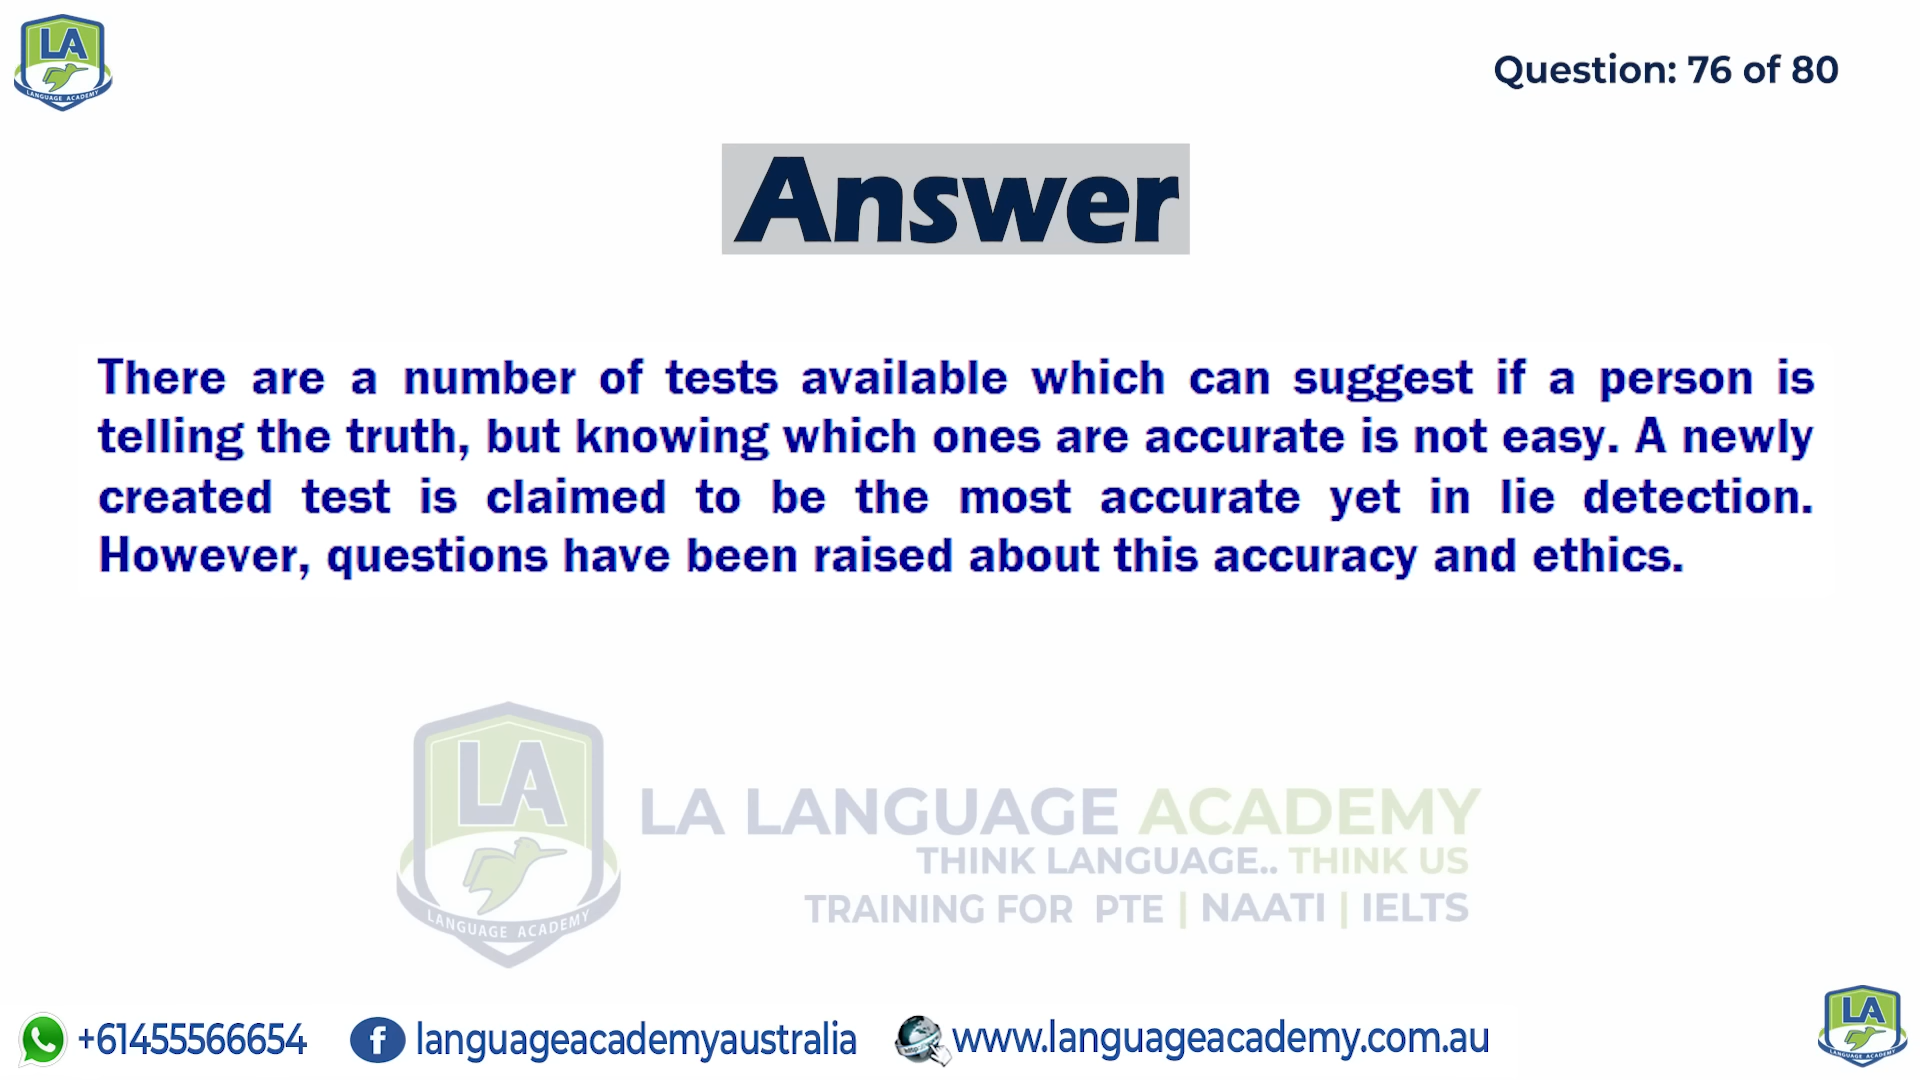 LA
LANGUAGE ACADEMY
Question: 76 of 80
Answer
There are a number of tests available which can suggest if a person is
telling the truth, but knowing which ones are accurate is not easy. A newly
created test is claimed to be the most accurate yet in lie detection.
However, questions have been raised about this accuracy and ethics.
LA
LANGUAGE ACADEMY
LA LANGUAGE ACADEMY
THINK LANGUAGE.. THINK US
TRAINING FOR PTE | NAATI | IELTS
+61455566654
f languageacademyaustralia
www.languageacademy.com.au
LA
LANGUAGE ACADEMY